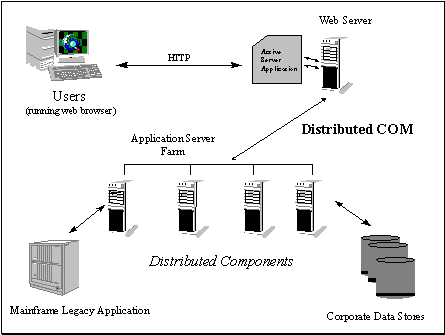 Web Server
HTTP
Active
Server
Application
Users
(running web browser)
Distributed COM
Application Server
Farm
Distributed Components
Mainframe Legacy Application
Corporate Data Stores